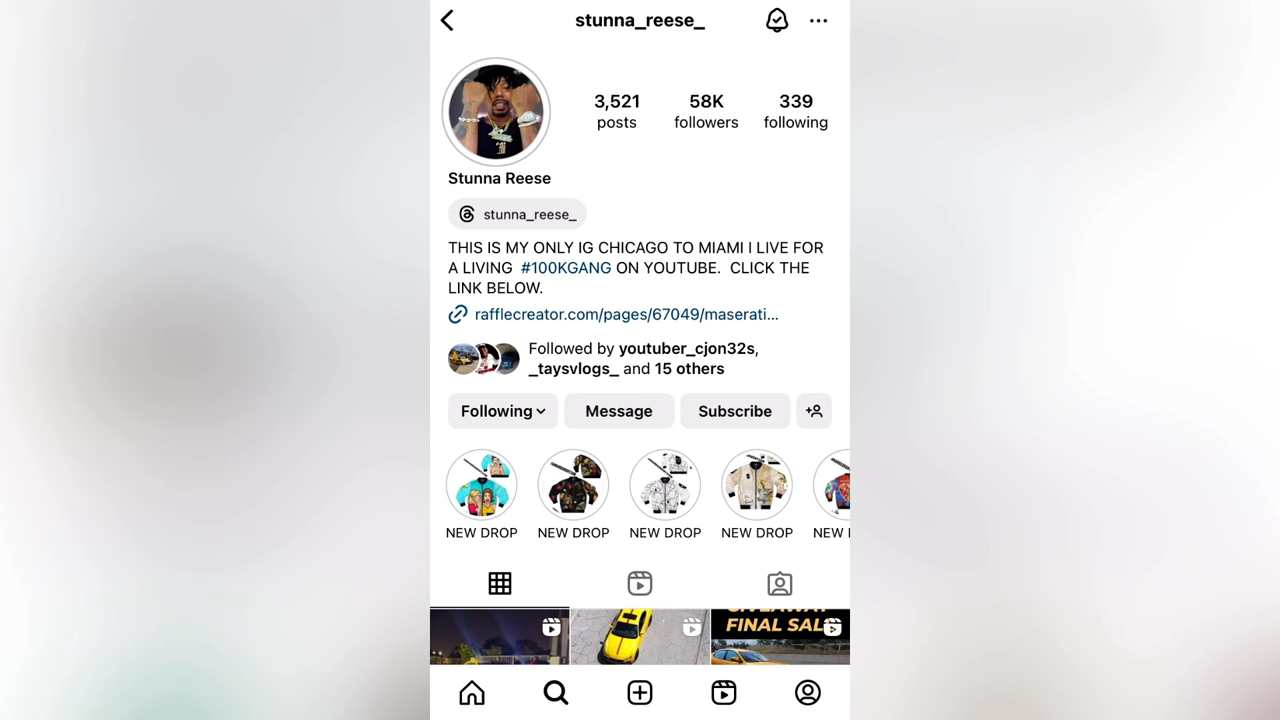 stunna_reese_
3,521 58K 339
posts followers following
Stunna Reese
stunna_reese_
THIS IS MY ONLY IG CHICAGO TO MIAMI I LIVE FOR
A LIVING #100KGANG ON YOUTUBE. CLICK THE
LINK BELOW.
rafflecreator.com/pages/67049/maserati...
Followed by youtuber_cjon32s,
_taysvlogs_ and 15 others
Following Message Subscribe
NEW DROP NEW DROP NEW DROP NEW DROP NEW
GIVEAWAY
FINAL SAL